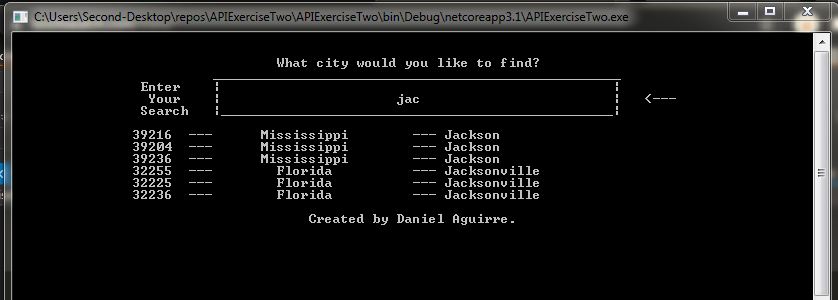 C:\Users\Second-Desktop\repos\APIExerciseTwo\APIExerciseTwo\bin\Debug\netcoreapp3.1\APIExerciseTwo.exe
What city would you like to find?
Enter
Your jac <---
Search
39216 --- Mississippi --- Jackson
39204 --- Mississippi --- Jackson
39236 --- Mississippi --- Jackson
32255 --- Florida --- Jacksonville
32225 --- Florida --- Jacksonville
32236 --- Florida --- Jacksonville
Created by Daniel Aguirre.